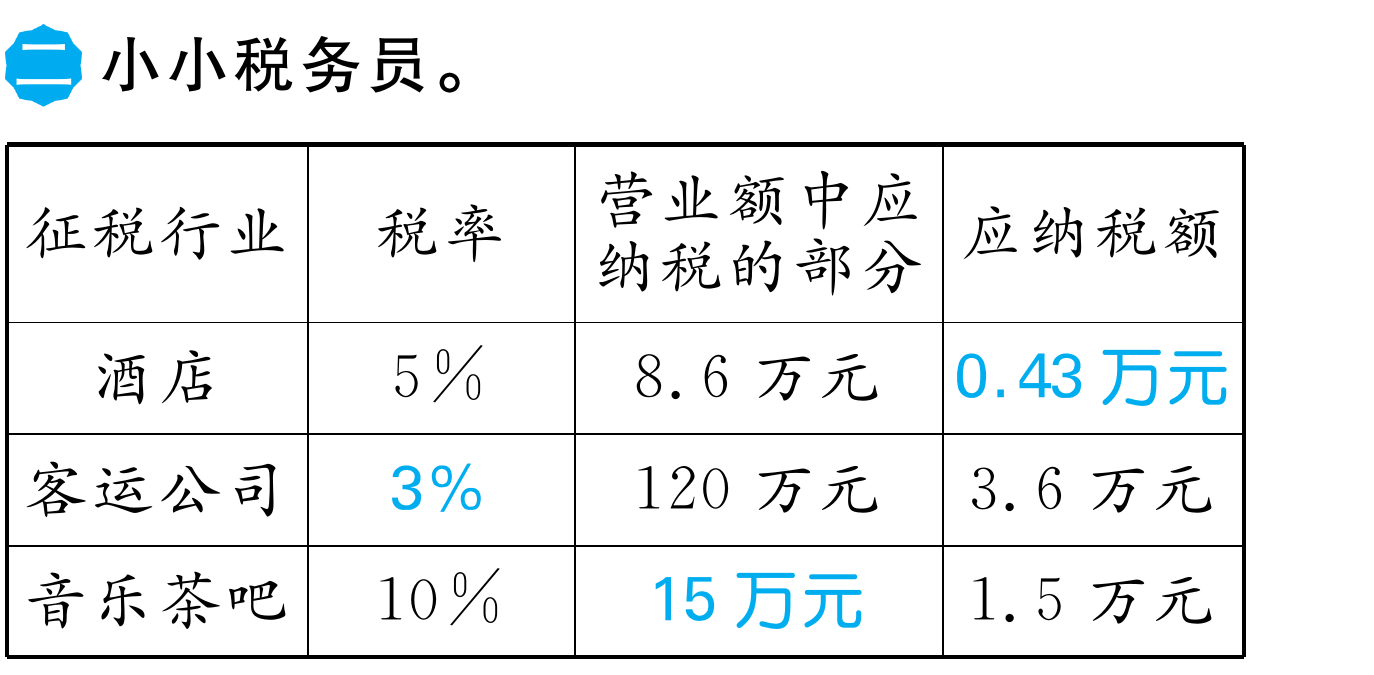 二 小小税务员。
征税行业 税率 营业额中应纳税的部分 应纳税额
酒店 5% 8.6 万元 0.43 万元
客运公司 3% 120 万元 3.6 万元
音乐茶吧 10% 15 万元 1.5 万元